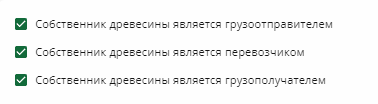 Собственник древесины является грузоотправителем
Собственник древесины является перевозчиком
Собственник древесины является грузополучателем